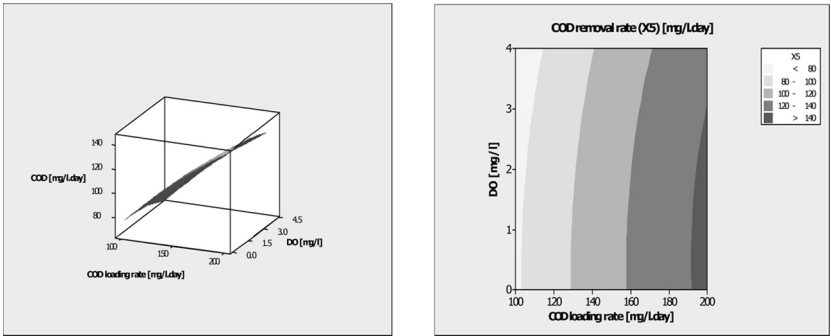 140
120
100
80
COD [mg/l.day]
100
150
200
COD loading rate [mg/l.day]
0.0
1.5
3.0
4.5
DO [mg/l]
COD removal rate (X5) [mg/l.day]
4
3
2
1
0
DO [mg/l]
100 120 140 160 180 200
COD loading rate [mg/l.day]
X5
< 80
80 - 100
100 - 120
120 - 140
> 140